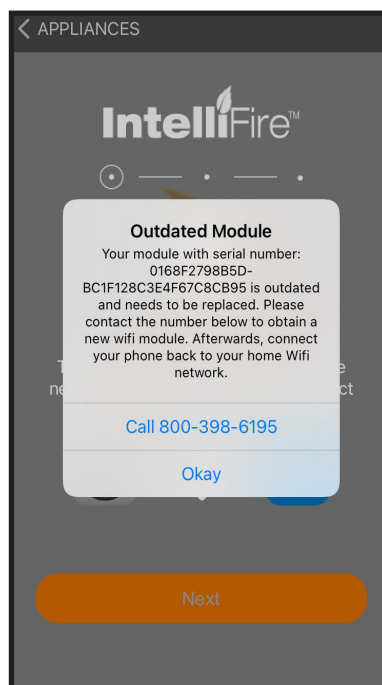 APPLIANCES
IntelliFire™
Outdated Module
Your module with serial number:
0168F2798B5D-
BC1F128C3E4F67C8CB95 is outdated
and needs to be replaced. Please
contact the number below to obtain a
new wifi module. Afterwards, connect
your phone back to your home Wifi
network.
Call 800-398-6195
Okay
Next